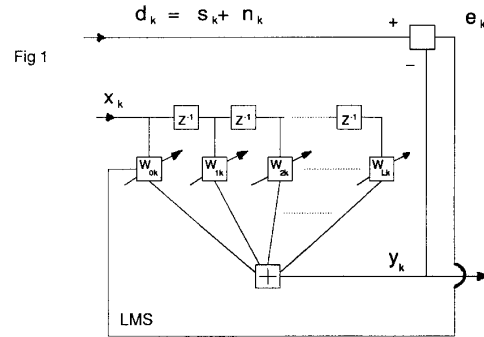 d_k = s_k + n_k
+
e_k
Fig 1
−
x_k
Z⁻¹ Z⁻¹ Z⁻¹
W_0k W_1k W_2k W_Lk
y_k
+
LMS